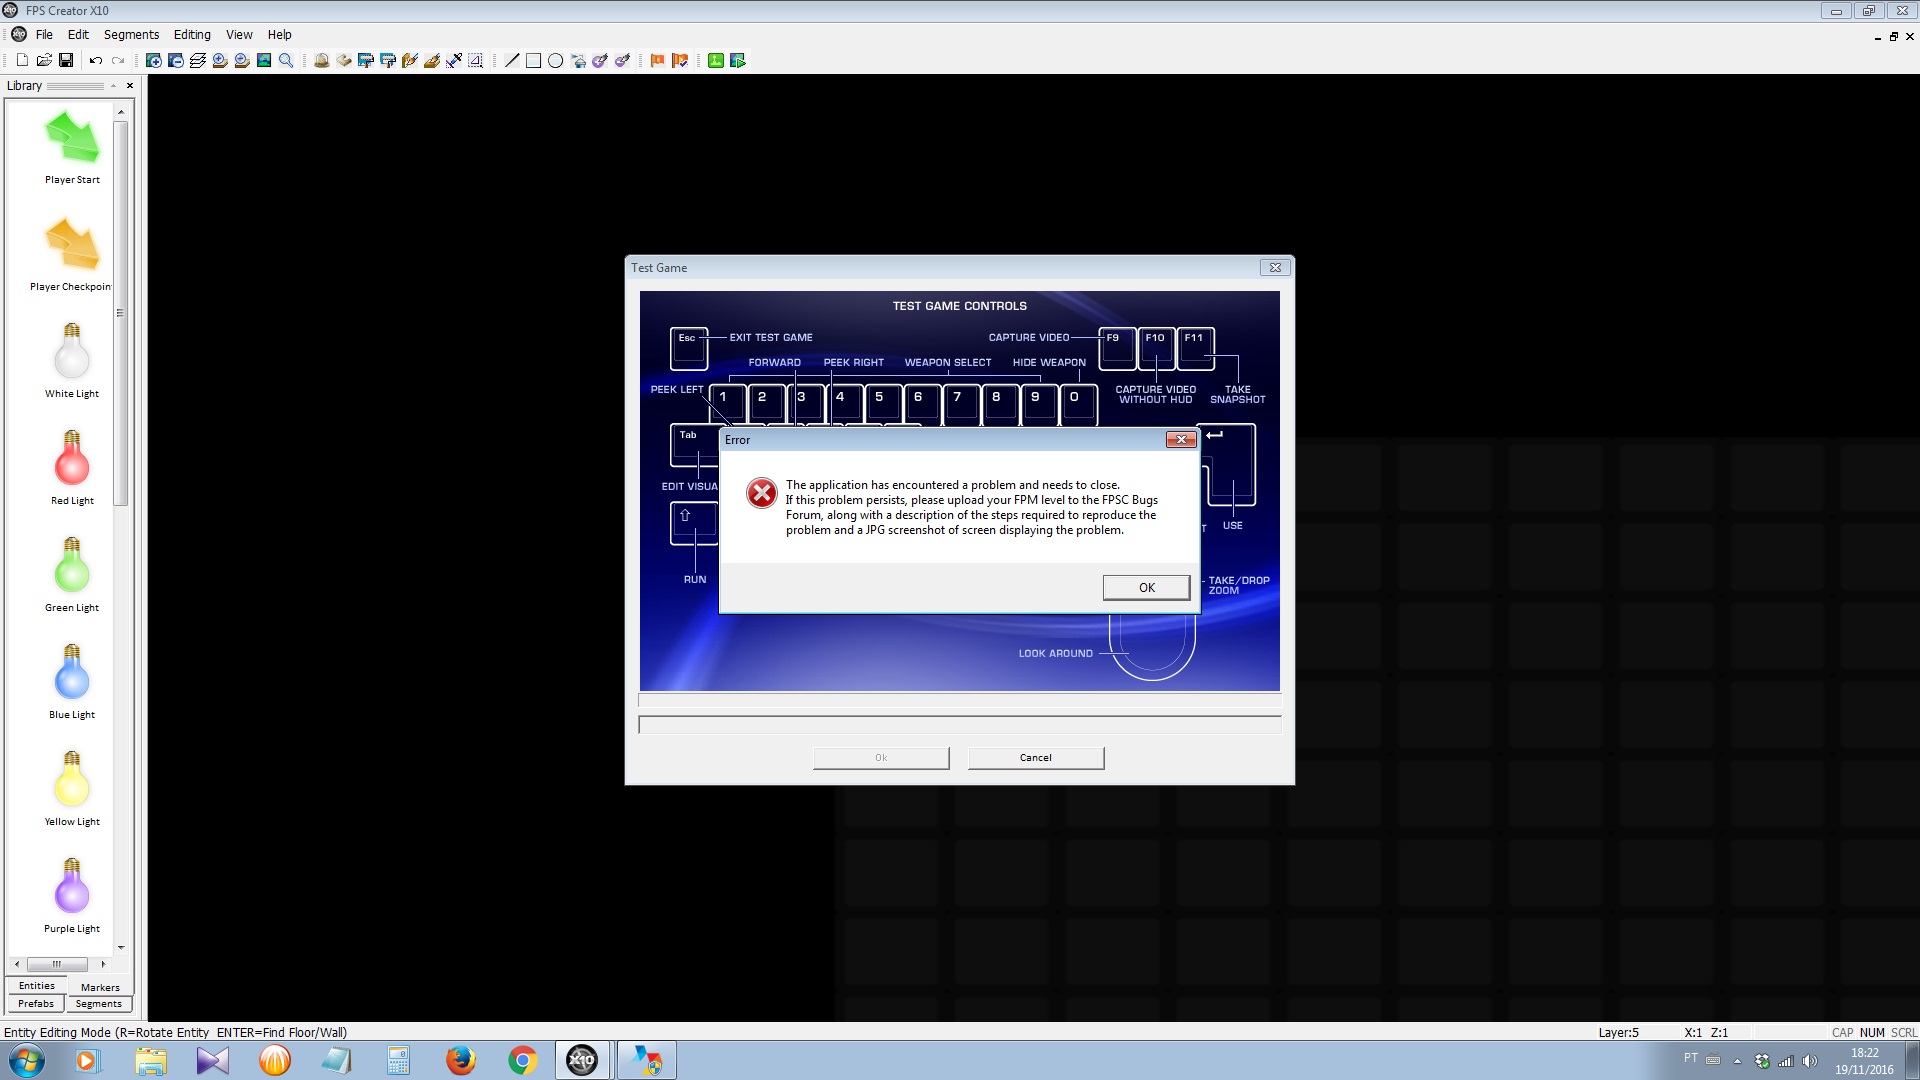 FPS Creator X10
File Edit Segments Editing View Help
Library
Player Start
Player Checkpoin
White Light
Red Light
Green Light
Blue Light
Yellow Light
Purple Light
Entities Markers
Prefabs Segments
Test Game
TEST GAME CONTROLS
Esc EXIT TEST GAME CAPTURE VIDEO F9 F10 F11
FORWARD PEEK RIGHT WEAPON SELECT HIDE WEAPON
PEEK LEFT 1 2 3 4 5 6 7 8 9 0
CAPTURE VIDEO
WITHOUT HUD
TAKE
SNAPSHOT
Tab
EDIT VISUA
USE
RUN
T
TAKE/DROP
ZOOM
LOOK AROUND
Error
The application has encountered a problem and needs to close.
If this problem persists, please upload your FPM level to the FPSC Bugs
Forum, along with a description of the steps required to reproduce the
problem and a JPG screenshot of screen displaying the problem.
OK
Ok Cancel
Entity Editing Mode (R=Rotate Entity ENTER=Find Floor/Wall) Layer:5 X:1 Z:1 CAP NUM SCRL
X10
PT 18:22
19/11/2016